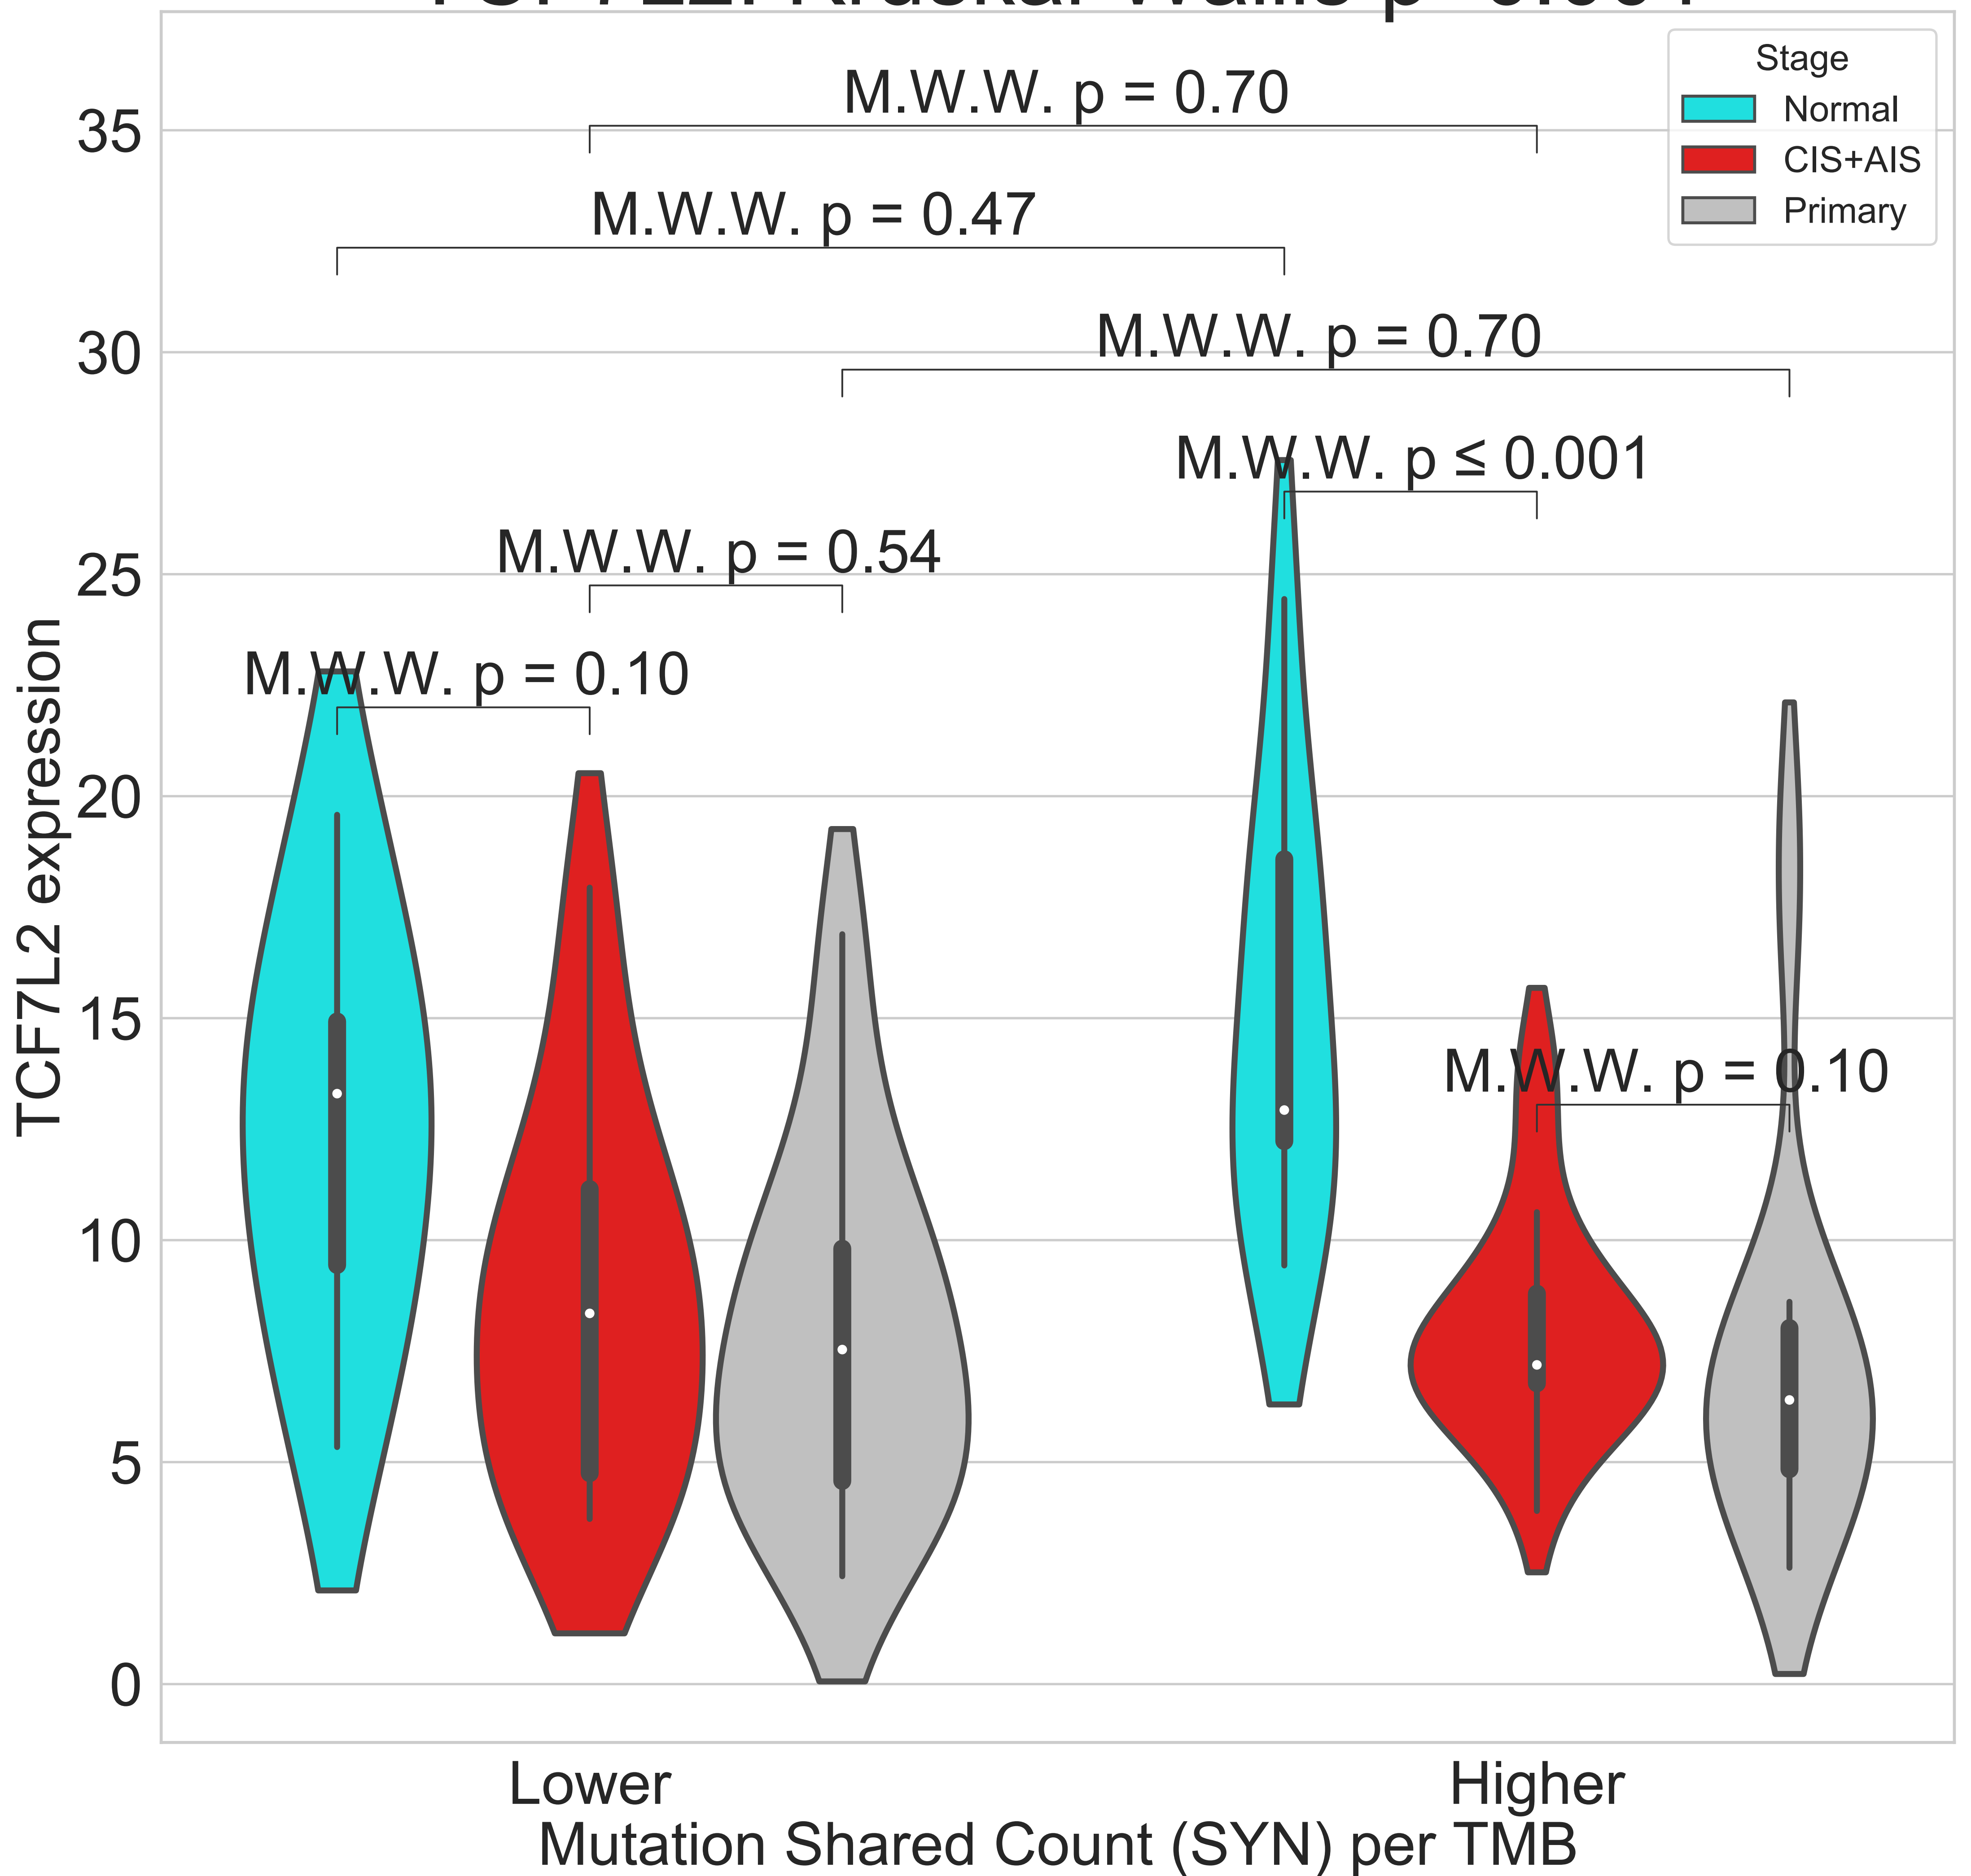 Stage
Normal
CIS+AIS
Primary
M.W.W. p = 0.70
M.W.W. p = 0.47
M.W.W. p = 0.70
M.W.W. p ≤ 0.001
M.W.W. p = 0.54
M.W.W. p = 0.10
M.W.W. p = 0.10
35
30
25
20
15
10
5
0
TCF7L2 expression
Lower
Higher
Mutation Shared Count (SYN) per TMB